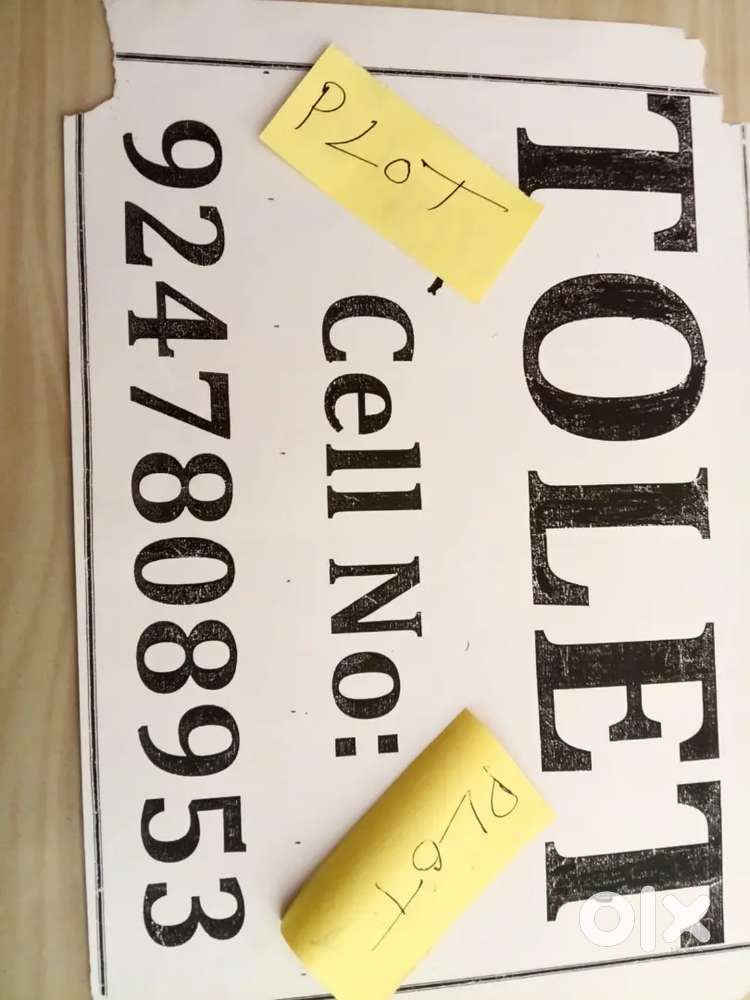 TOLET
PLOT
Cell No:
PLOT
9247808953
olx